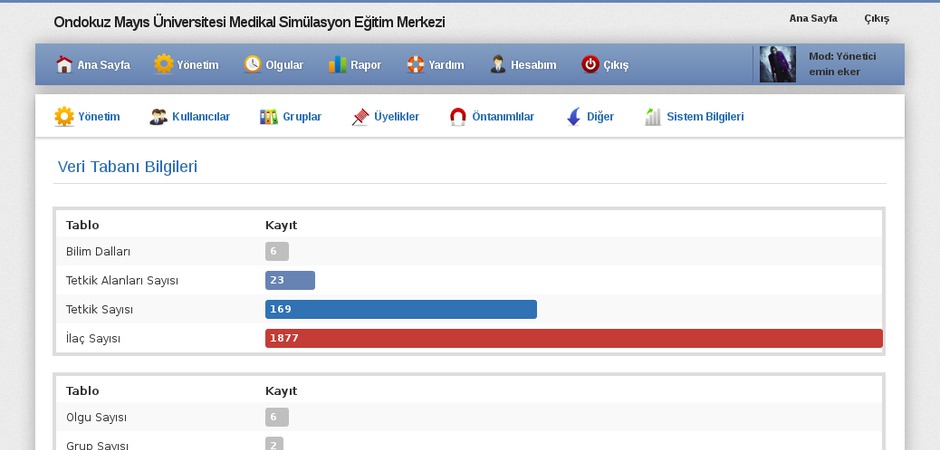 Ondokuz Mayıs Üniversitesi Medikal Simülasyon Eğitim Merkezi
Ana Sayfa Çıkış
Ana Sayfa Yönetim Olgular Rapor Yardım Hesabım Çıkış
Mod: Yönetici
emin eker
Yönetim Kullanıcılar Gruplar Üyelikler Öntanımlılar Diğer Sistem Bilgileri
Veri Tabanı Bilgileri
Tablo Kayıt
Bilim Dalları 6
Tetkik Alanları Sayısı 23
Tetkik Sayısı 169
İlaç Sayısı 1877
Tablo Kayıt
Olgu Sayısı 6
Grup Sayısı 2